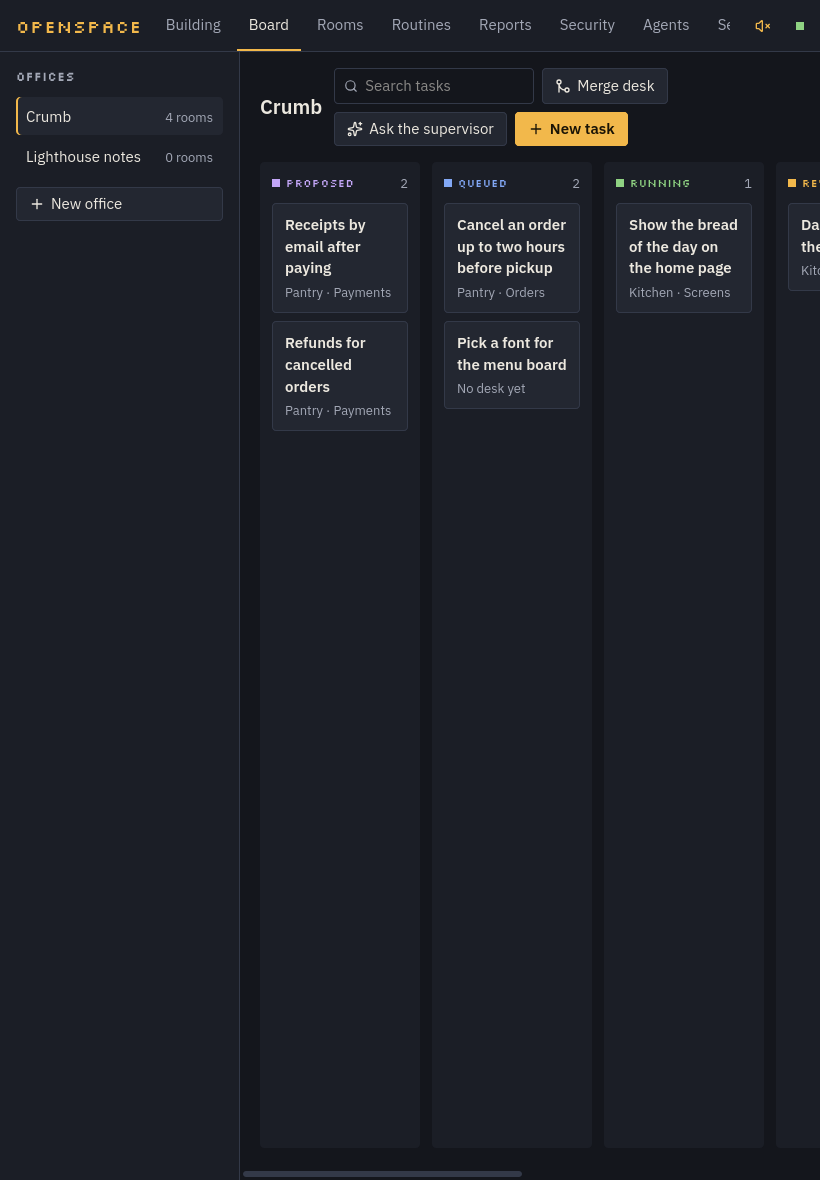 OPENSPACE
Building
Board
Rooms
Routines
Reports
Security
Agents
OFFICES
Crumb
4 rooms
Lighthouse notes
0 rooms
New office
Crumb
Search tasks
Merge desk
Ask the supervisor
New task
PROPOSED
2
Receipts by
email after
paying
Pantry · Payments
Refunds for
cancelled
orders
Pantry · Payments
QUEUED
2
Cancel an order
up to two hours
before pickup
Pantry · Orders
Pick a font for
the menu board
No desk yet
RUNNING
1
Show the bread
of the day on
the home page
Kitchen · Screens